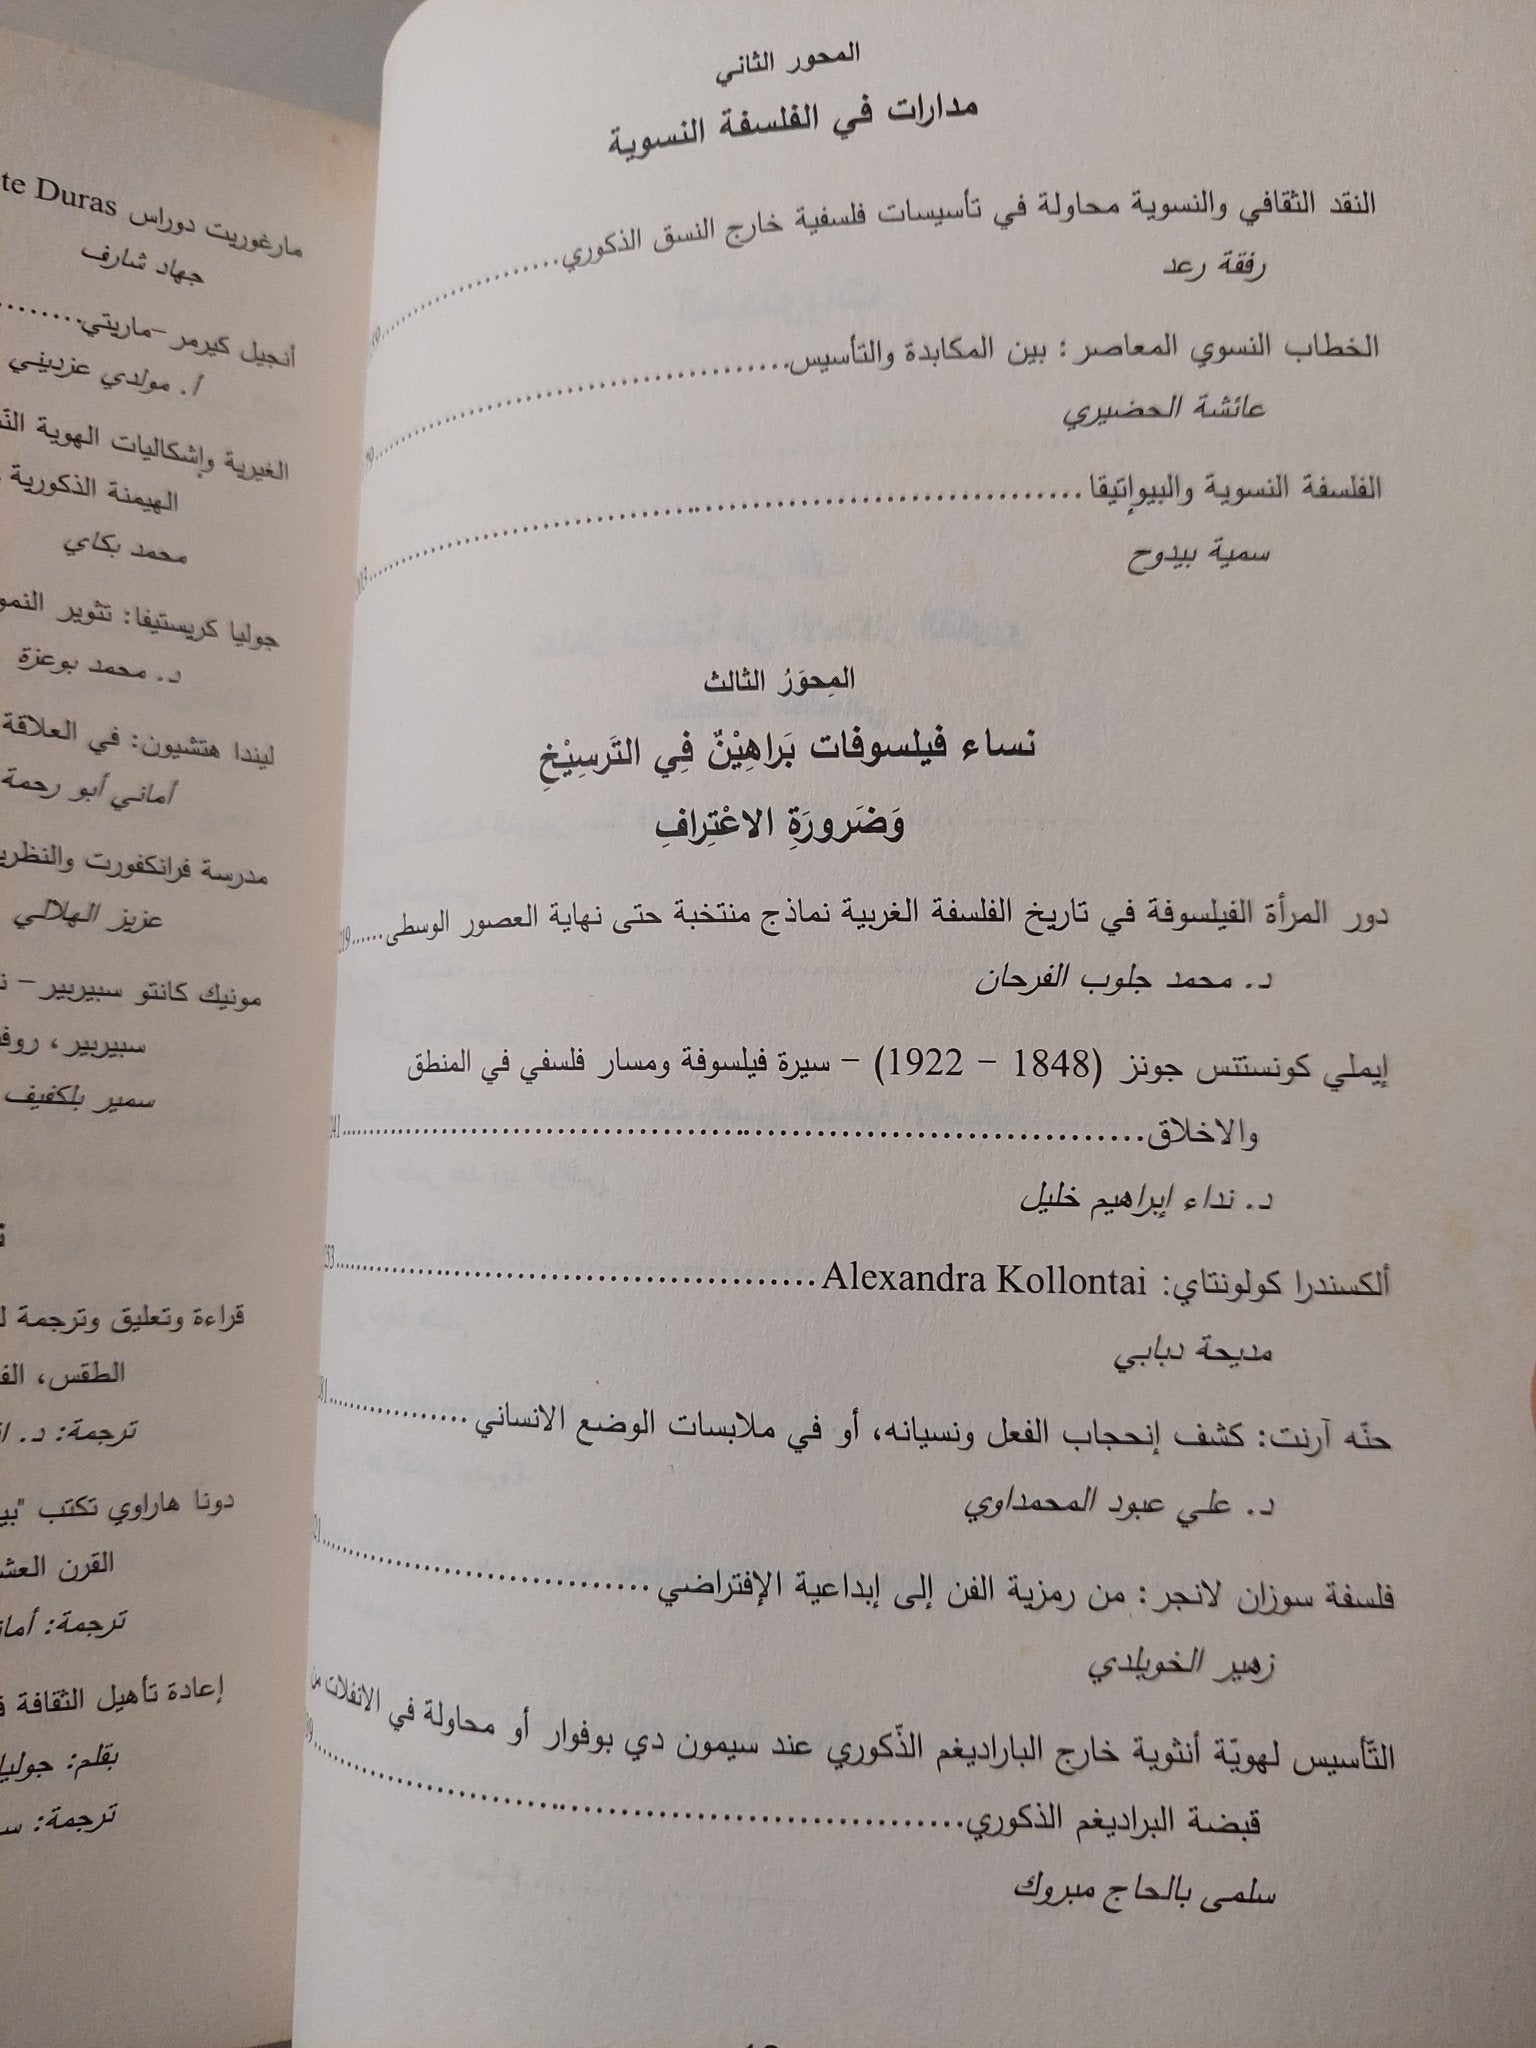 المحور الثاني
مدارات في الفلسفة النسوية
النقد الثقافي والنسوية محاولة في تأسيسات فلسفية خارج النسق الذكوري
رفقة رعد
الخطاب النسوي المعاصر: بين المكابدة والتأسيس
عائشة الحضيري
الفلسفة النسوية والبيواتيقا
سمية بيدوح
المِحوَرُ الثالث
نساء فيلسوفات بَراهِيْنٌ فِي التَرسِيْخِ
وَضَرورَةِ الاعْتِرافِ
دور المرأة الفيلسوفة في تاريخ الفلسفة الغربية نماذج منتخبة حتى نهاية العصور الوسطى......219
د. محمد جلوب الفرحان
إيملي كونستنس جونز (1848 - 1922) - سيرة فيلسوفة ومسار فلسفي في المنطق
والاخلاق
د. نداء إبراهيم خليل
ألكسندرا كولونتاي: Alexandra Kollontai
مديحة دبابي
حنّه آرنت: كشف إنحجاب الفعل ونسيانه، أو في ملابسات الوضع الانساني
د. علي عبود المحمداوي
فلسفة سوزان لانجر: من رمزية الفن إلى إبداعية الإفتراضي
زهير الخويلدي
التّأسيس لهويّة أنثوية خارج الباراديغم الذّكوري عند سيمون دي بوفوار أو محاولة في الانفلات من
قبضة البراديغم الذكوري
سلمى بالحاج مبروك
مارغوريت دوراس te Duras
جهاد شارف
أنجيل كيرمر-ماريتي
أ. مولدي عزديني
الغيرية وإشكاليات الهوية
الهيمنة الذكورية
محمد بكاي
جوليا كريستيفا: تثوير
د. محمد بوعزة
ليندا هتشيون: في العلاقة
أماني أبو رحمة
مدرسة فرانكفورت
عزيز الهلالي
مونيك كانتو سبيربير-
سبيربير،
سمير بلكفيف
قراءة وتعليق وترجمة
الطقس،
ترجمة: د.
دونا هاراوي تكتب
القرن
ترجمة:
إعادة تأهيل الثقافة
بقلم:
ترجمة: